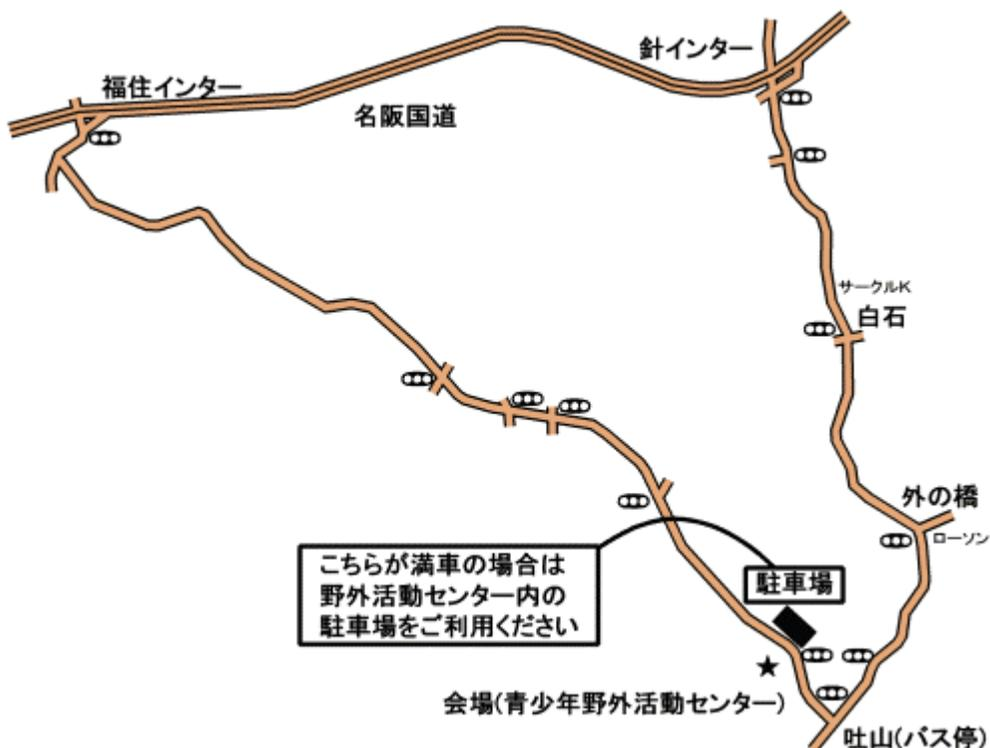 針インター
福住インター
名阪国道
サークルK
白石
外の橋
ローソン
こちらが満車の場合は
野外活動センター内の
駐車場をご利用ください
駐車場
★
会場(青少年野外活動センター)
吐山(バス停)